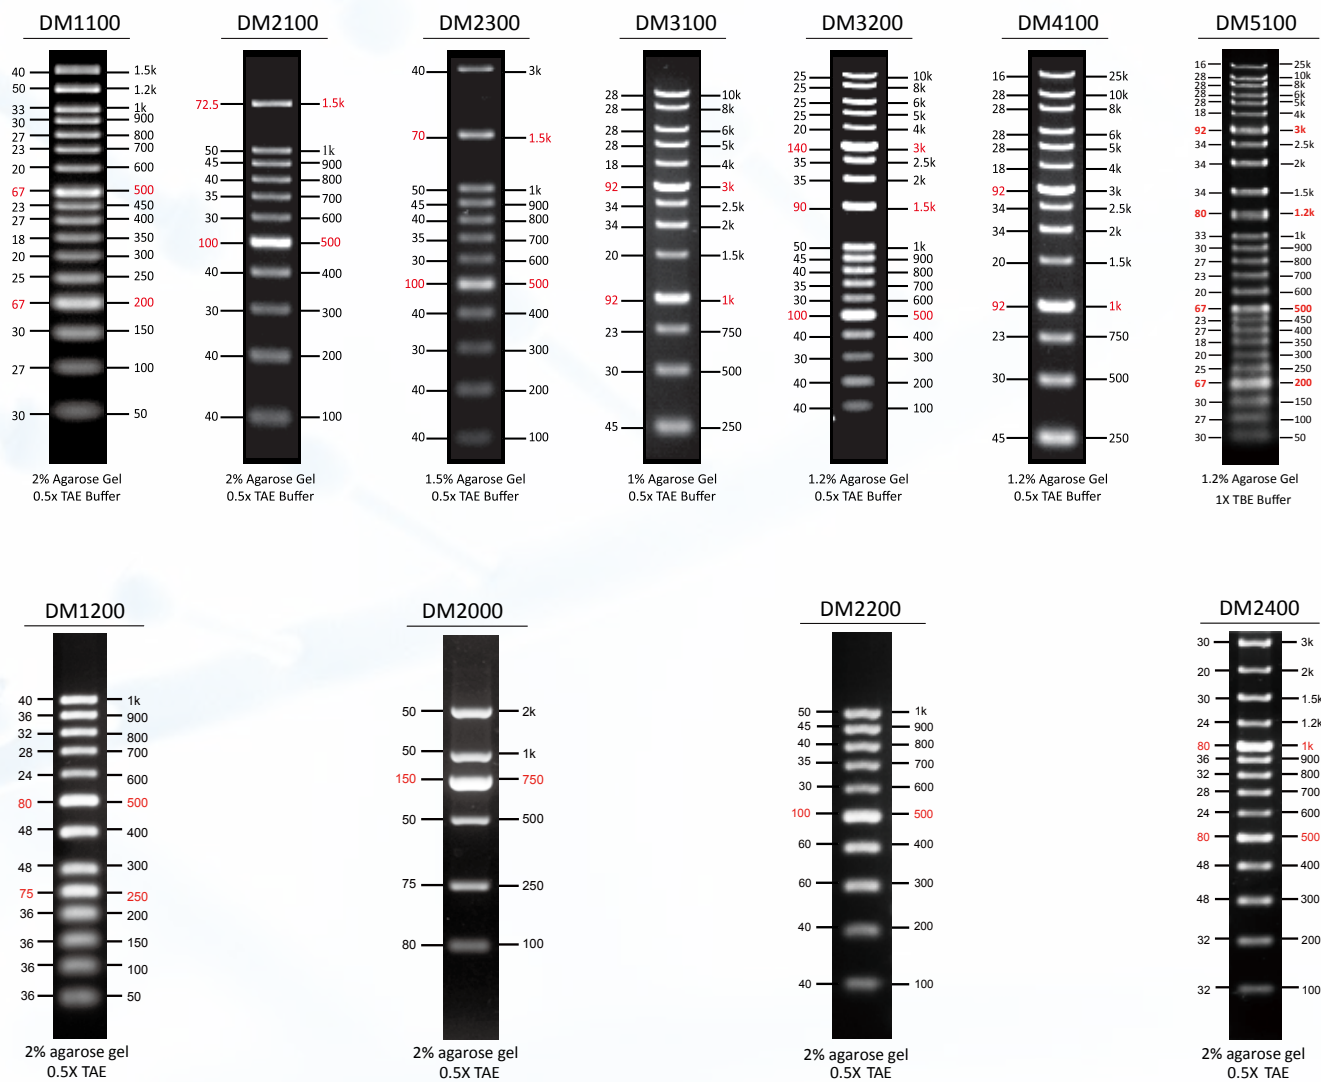 DM1100
40 1.5k
50 1.2k
33 1k
30 900
27 800
23 700
20 600
67 500
23 450
27 400
18 350
20 300
25 250
67 200
30 150
27 100
30 50
2% Agarose Gel
0.5x TAE Buffer
DM2100
72.5 1.5k
50 1k
45 900
40 800
35 700
30 600
100 500
40 400
30 300
40 200
40 100
2% Agarose Gel
0.5x TAE Buffer
DM2300
40 3k
70 1.5k
50 1k
45 900
40 800
35 700
30 600
100 500
40 400
30 300
40 200
40 100
1.5% Agarose Gel
0.5x TAE Buffer
DM3100
28 10k
28 8k
28 6k
28 5k
18 4k
92 3k
34 2.5k
34 2k
20 1.5k
92 1k
23 750
30 500
45 250
1% Agarose Gel
0.5x TAE Buffer
DM3200
25 10k
25 8k
25 6k
25 5k
20 4k
140 3k
35 2.5k
35 2k
90 1.5k
50 1k
45 900
40 800
35 700
30 600
100 500
40 400
30 300
40 200
40 100
1.2% Agarose Gel
0.5x TAE Buffer
DM4100
16 25k
28 10k
28 8k
28 6k
28 5k
18 4k
92 3k
34 2.5k
34 2k
20 1.5k
92 1k
23 750
30 500
45 250
1.2% Agarose Gel
0.5x TAE Buffer
DM5100
16 25k
28 10k
28 8k
28 6k
28 5k
18 4k
92 3k
34 2.5k
34 2k
34 1.5k
80 1.2k
33 1k
30 900
27 800
23 700
20 600
67 500
23 450
27 400
18 350
20 300
25 250
67 200
30 150
27 100
30 50
1.2% Agarose Gel
1X TBE Buffer
DM1200
40 1k
36 900
32 800
28 700
24 600
80 500
48 400
48 300
75 250
36 200
36 150
36 100
36 50
2% agarose gel
0.5X TAE
DM2000
50 2k
50 1k
150 750
50 500
75 250
80 100
2% agarose gel
0.5X TAE
DM2200
50 1k
45 900
40 800
35 700
30 600
100 500
60 400
60 300
40 200
40 100
2% agarose gel
0.5X TAE
DM2400
30 3k
20 2k
30 1.5k
24 1.2k
80 1k
36 900
32 800
28 700
24 600
80 500
48 400
48 300
32 200
32 100
2% agarose gel
0.5X TAE